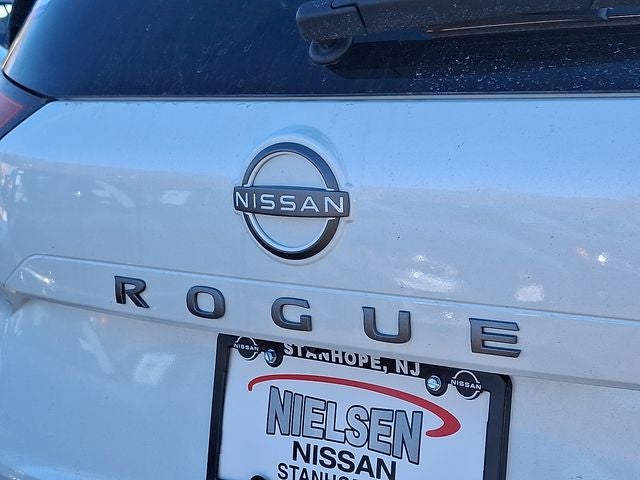 NISSAN
ROGUE
NISSAN STANHOPE, NJ NISSAN
NIELSEN
NISSAN